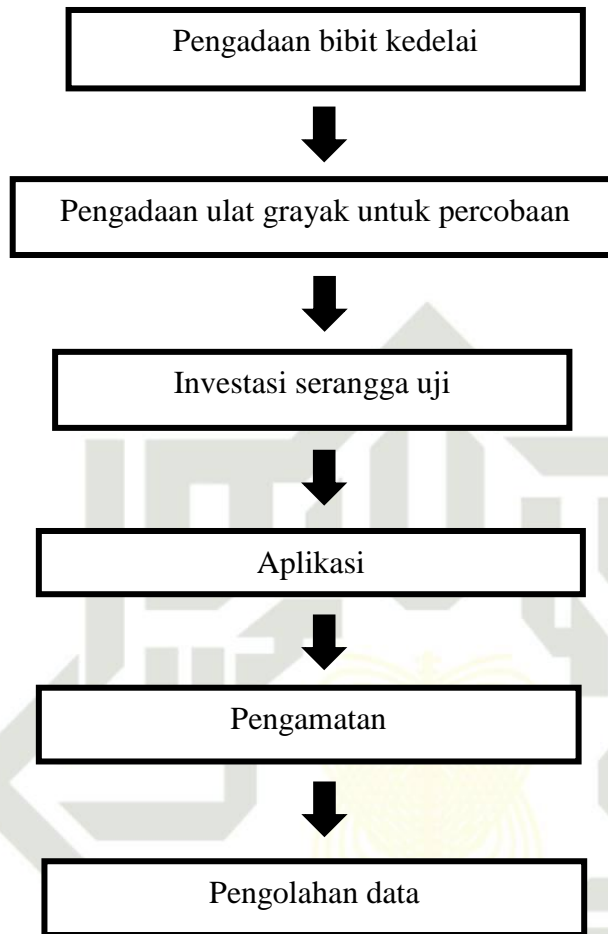 Pengadaan bibit kedelai
Pengadaan ulat grayak untuk percobaan
Investasi serangga uji
Aplikasi
Pengamatan
Pengolahan data